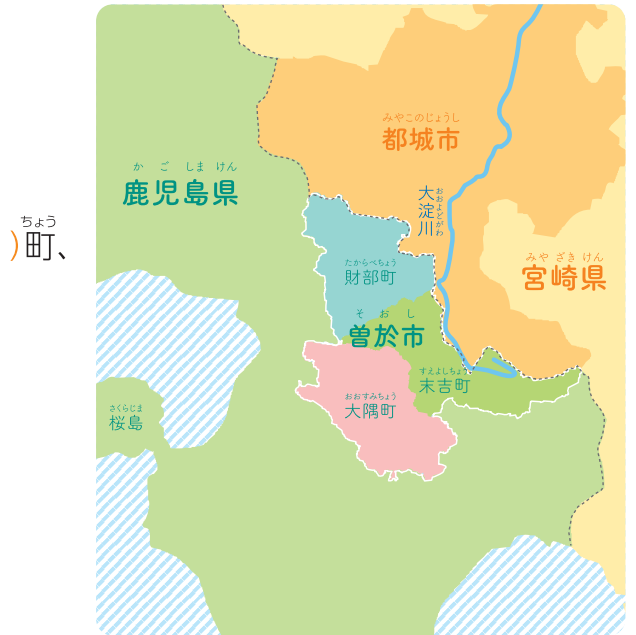 ちょう
)町、
みやこのじょうし
都城市
か ご しま けん
鹿児島県
大淀川
おおよどがわ
みや ざき けん
宮崎県
たからべちょう
財部町
そ お し
曽於市
すえよしちょう
末吉町
おおすみちょう
大隅町
さくらじま
桜島